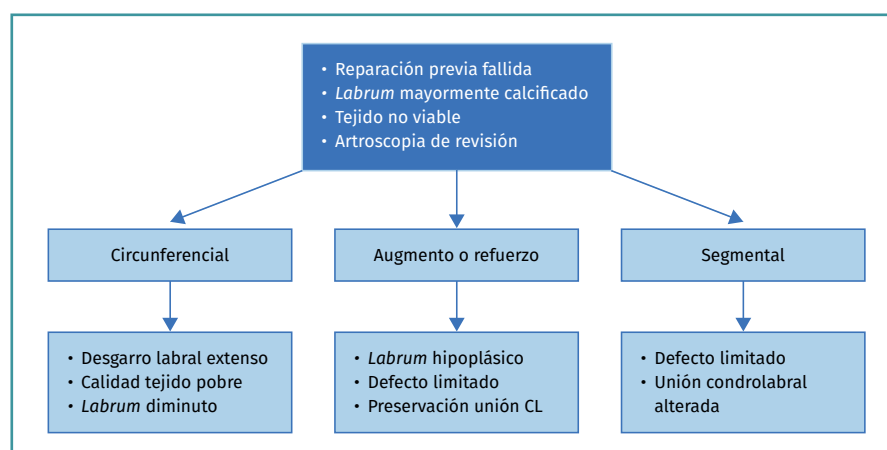 • Reparación previa fallida
• Labrum mayormente calcificado
• Tejido no viable
• Artroscopia de revisión
Circunferencial
Augmento o refuerzo
Segmental
• Desgarro labral extenso
• Calidad tejido pobre
• Labrum diminuto
• Labrum hipoplásico
• Defecto limitado
• Preservación unión CL
• Defecto limitado
• Unión condrolabral
alterada